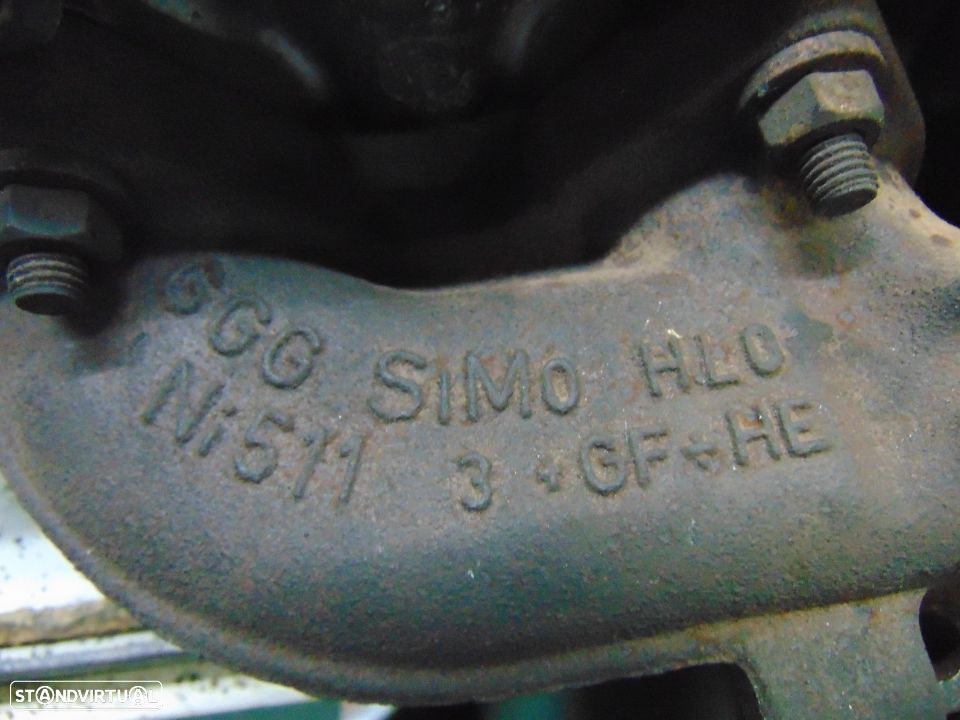 GGG SiMo HLO
Ni511 3 +GF+HE
STANDVIRTUAL